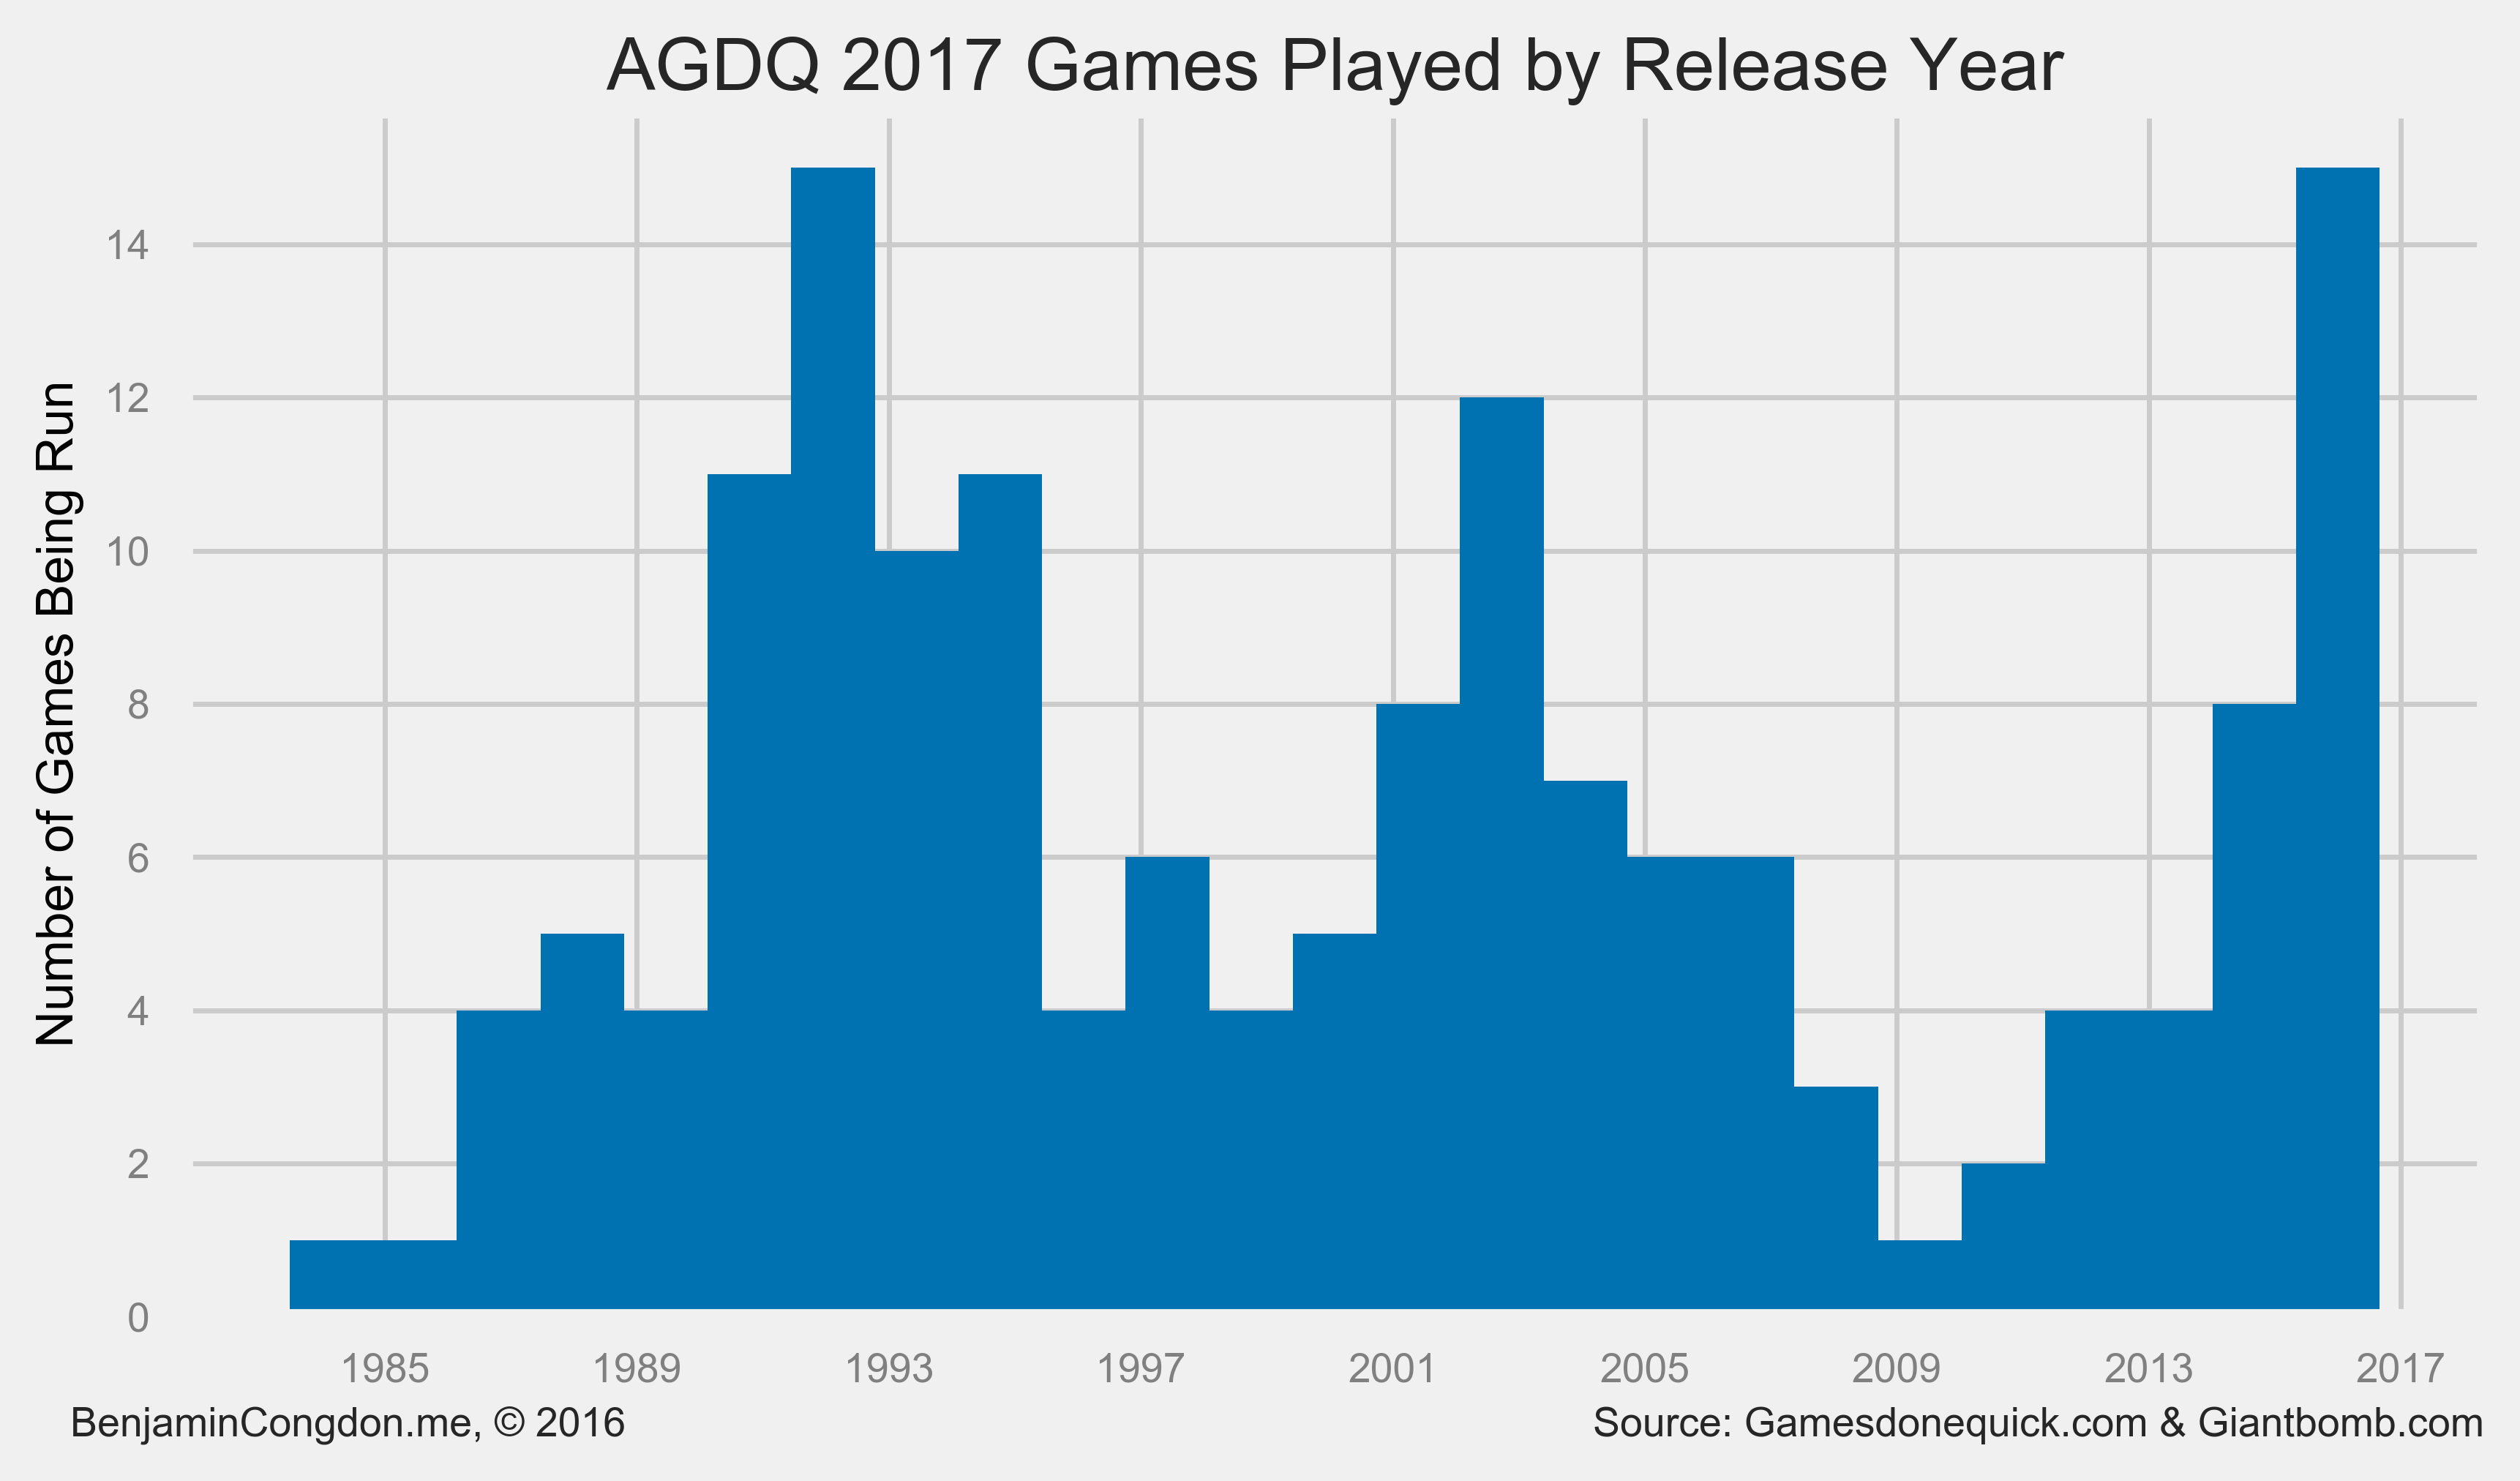 AGDQ 2017 Games Played by Release Year
Number of Games Being Run
14
12
10
8
6
4
2
0
1985 1989 1993 1997 2001 2005 2009 2013 2017
BenjaminCongdon.me, © 2016 Source: Gamesdonequick.com & Giantbomb.com